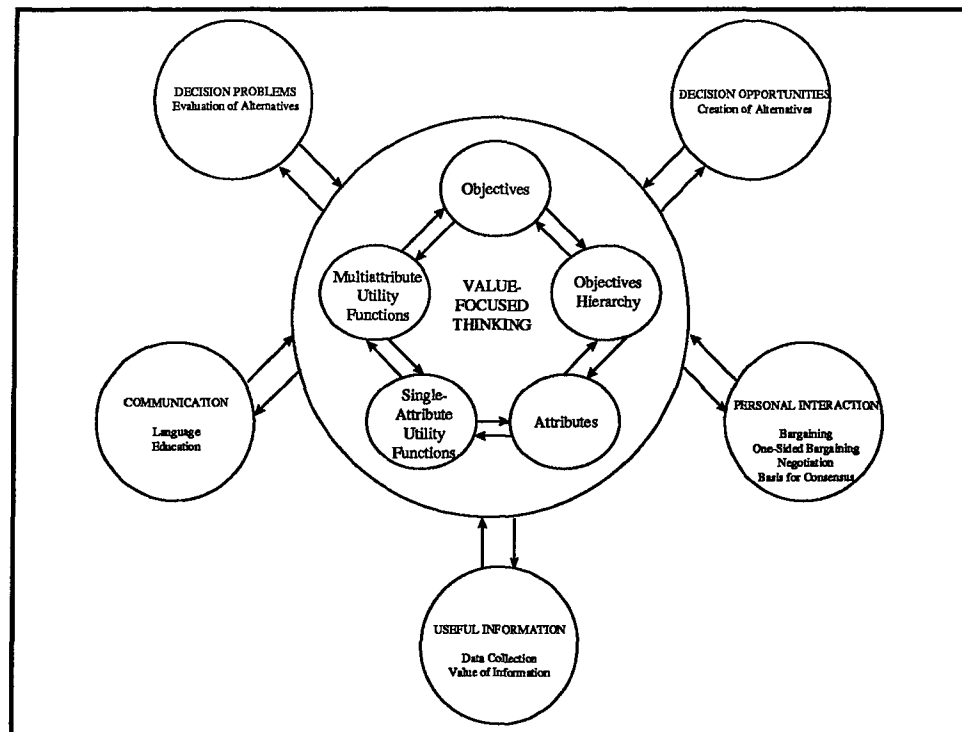 DECISION PROBLEMS
Evaluation of Alternatives
DECISION OPPORTUNITIES
Creation of Alternatives
Objectives
Multiattribute
Utility
Functions
VALUE-
FOCUSED
THINKING
Objectives
Hierarchy
Single-
Attribute
Utility
Functions
Attributes
COMMUNICATION
Language
Education
PERSONAL INTERACTION
Bargaining
One-Sided Bargaining
Negotiation
Basis for Consensus
USEFUL INFORMATION
Data Collection
Value of Information